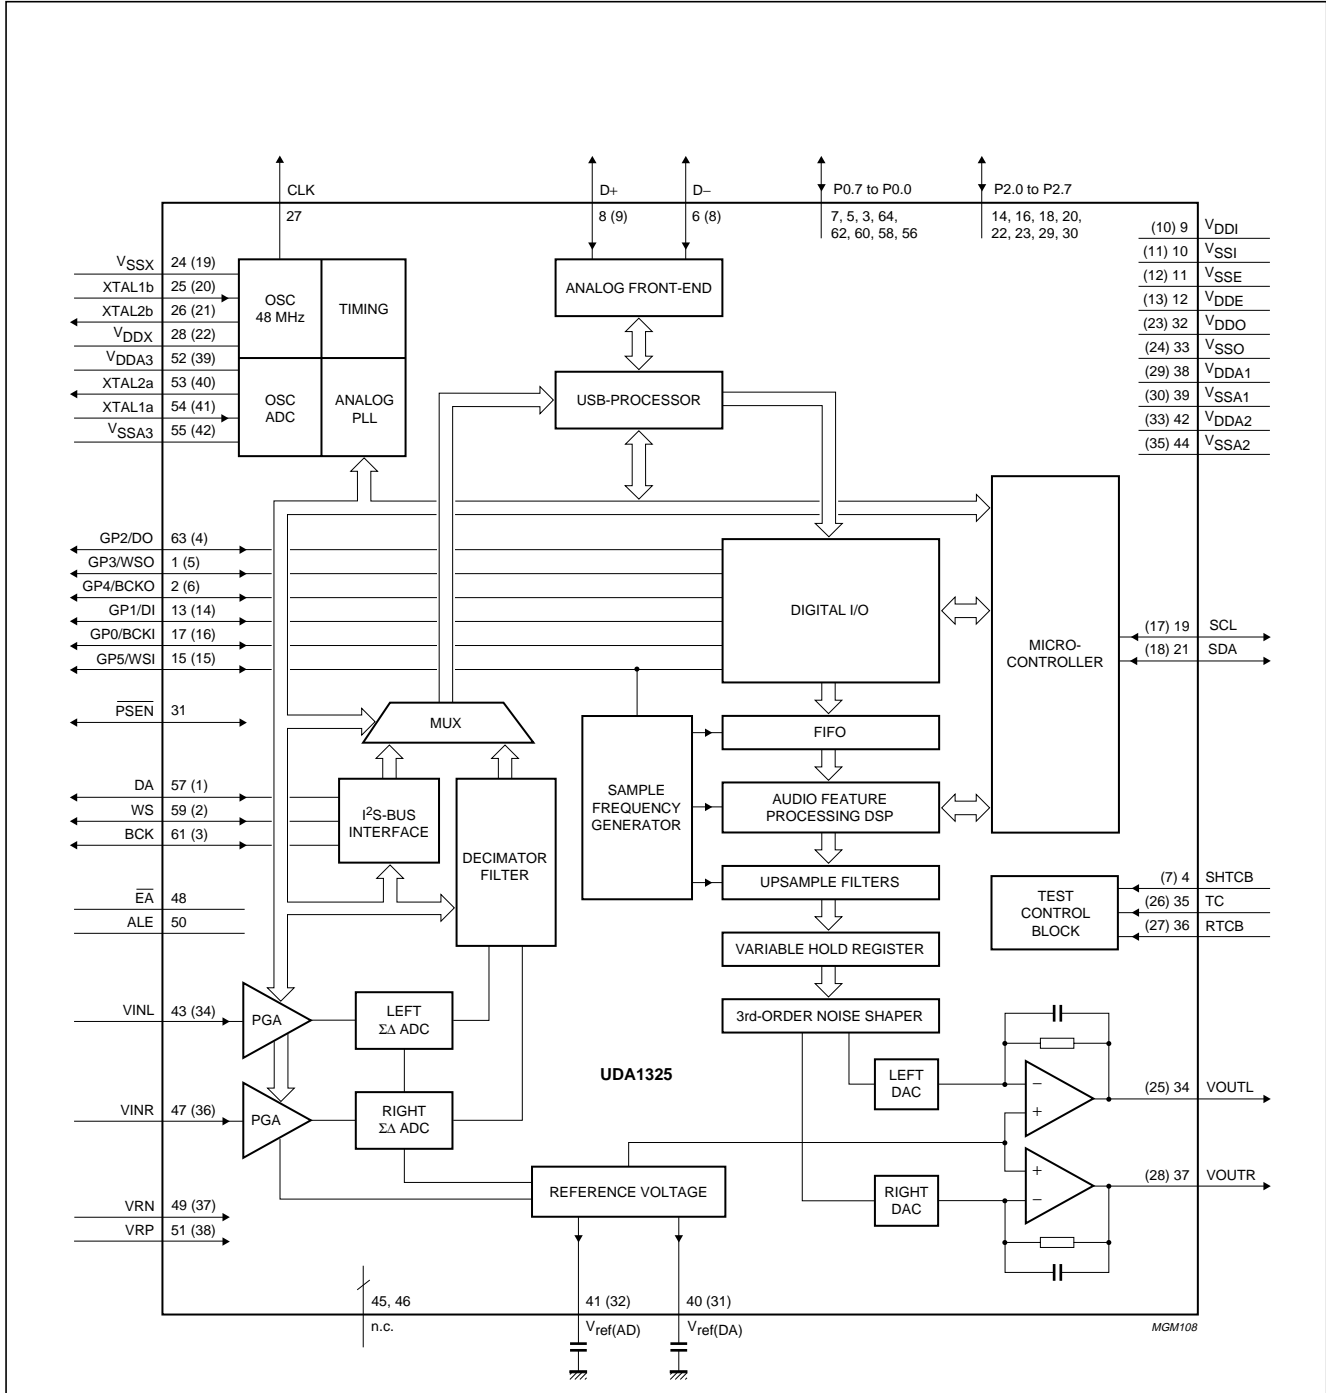 CLK
27
D+
8 (9)
D−
6 (8)
P0.7 to P0.0
7, 5, 3, 64,
62, 60, 58, 56
P2.0 to P2.7
14, 16, 18, 20,
22, 23, 29, 30
VSSX 24 (19)
XTAL1b 25 (20)
XTAL2b 26 (21)
VDDX 28 (22)
VDDA3 52 (39)
XTAL2a 53 (40)
XTAL1a 54 (41)
VSSA3 55 (42)
OSC
48 MHz
TIMING
OSC
ADC
ANALOG
PLL
ANALOG FRONT-END
USB-PROCESSOR
(10) 9 VDDI
(11) 10 VSSI
(12) 11 VSSE
(13) 12 VDDE
(23) 32 VDDO
(24) 33 VSSO
(29) 38 VDDA1
(30) 39 VSSA1
(33) 42 VDDA2
(35) 44 VSSA2
GP2/DO 63 (4)
GP3/WSO 1 (5)
GP4/BCKO 2 (6)
GP1/DI 13 (14)
GP0/BCKI 17 (16)
GP5/WSI 15 (15)
DIGITAL I/O
MICRO-
CONTROLLER
(17) 19 SCL
(18) 21 SDA
PSEN 31
MUX
FIFO
DA 57 (1)
WS 59 (2)
BCK 61 (3)
I2S-BUS
INTERFACE
DECIMATOR
FILTER
SAMPLE
FREQUENCY
GENERATOR
AUDIO FEATURE
PROCESSING DSP
UPSAMPLE FILTERS
EA 48
ALE 50
TEST
CONTROL
BLOCK
(7) 4 SHTCB
(26) 35 TC
(27) 36 RTCB
VARIABLE HOLD REGISTER
VINL 43 (34)
PGA
LEFT
ΣΔ ADC
3rd-ORDER NOISE SHAPER
UDA1325
LEFT
DAC
−
+
(25) 34 VOUTL
VINR 47 (36)
PGA
RIGHT
ΣΔ ADC
REFERENCE VOLTAGE
RIGHT
DAC
+
−
(28) 37 VOUTR
VRN 49 (37)
VRP 51 (38)
45, 46
n.c.
41 (32)
Vref(AD)
40 (31)
Vref(DA)
MGM108